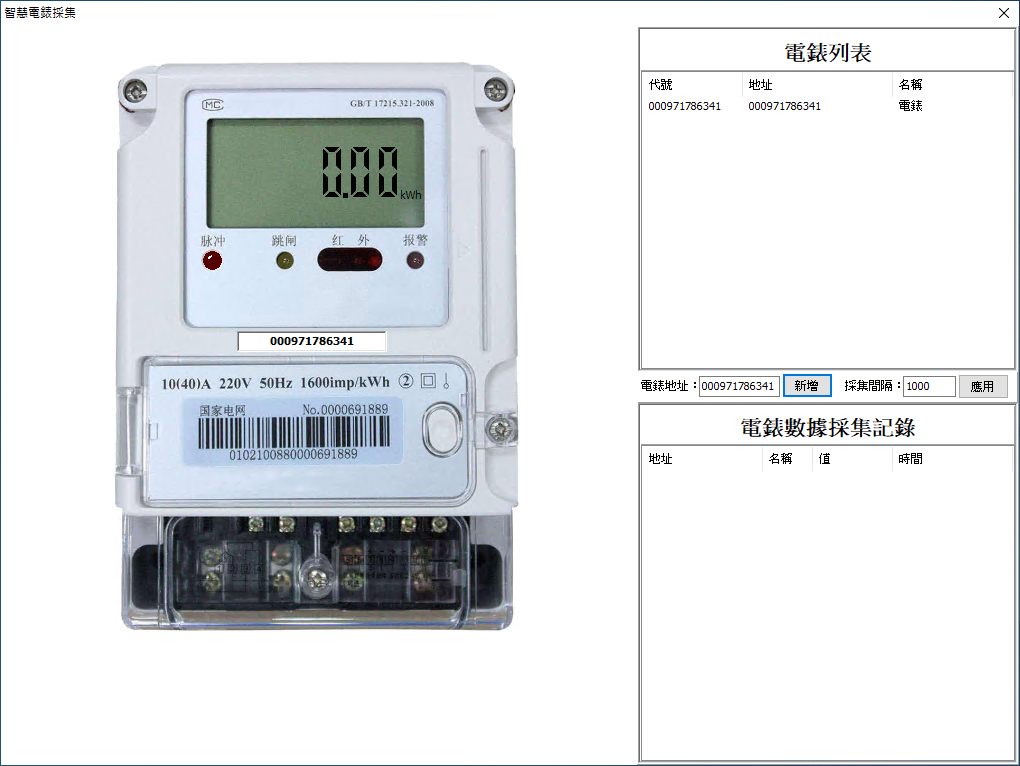 智慧電錶採集
MC
GB/T 17215.321-2008
0.00 kWh
脉冲 跳闸 红 外 报警
000971786341
10(40)A 220V 50Hz 1600imp/kWh 2
国家电网 No.0000691889
0102100880000691889
電錶列表
代號 地址 名稱
000971786341 000971786341 電錶
電錶地址：000971786341 新增 採集間隔：1000 應用
電錶數據採集記錄
地址 名稱 值 時間